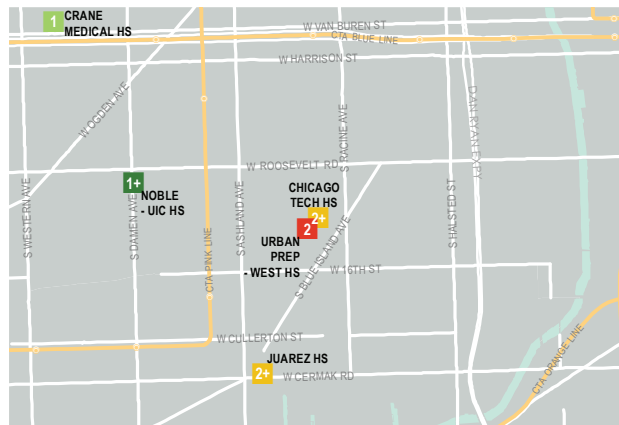 1 CRANE
MEDICAL HS
W VAN BUREN ST
CTA BLUE LINE
W HARRISON ST
W OGDEN AVE
S RACINE AVE
DAN RYAN EXPY
W ROOSEVELT RD
1+
NOBLE
- UIC HS
CHICAGO
TECH HS
2+
2
URBAN
PREP
- WEST HS
S WESTERN AVE
S DAMEN AVE
CTA PINK LINE
S ASHLAND AVE
S BLUE ISLAND AVE
S HALSTED ST
W 16TH ST
W CULLERTON ST
JUAREZ HS
2+
W CERMAK RD
CTA ORANGE LINE